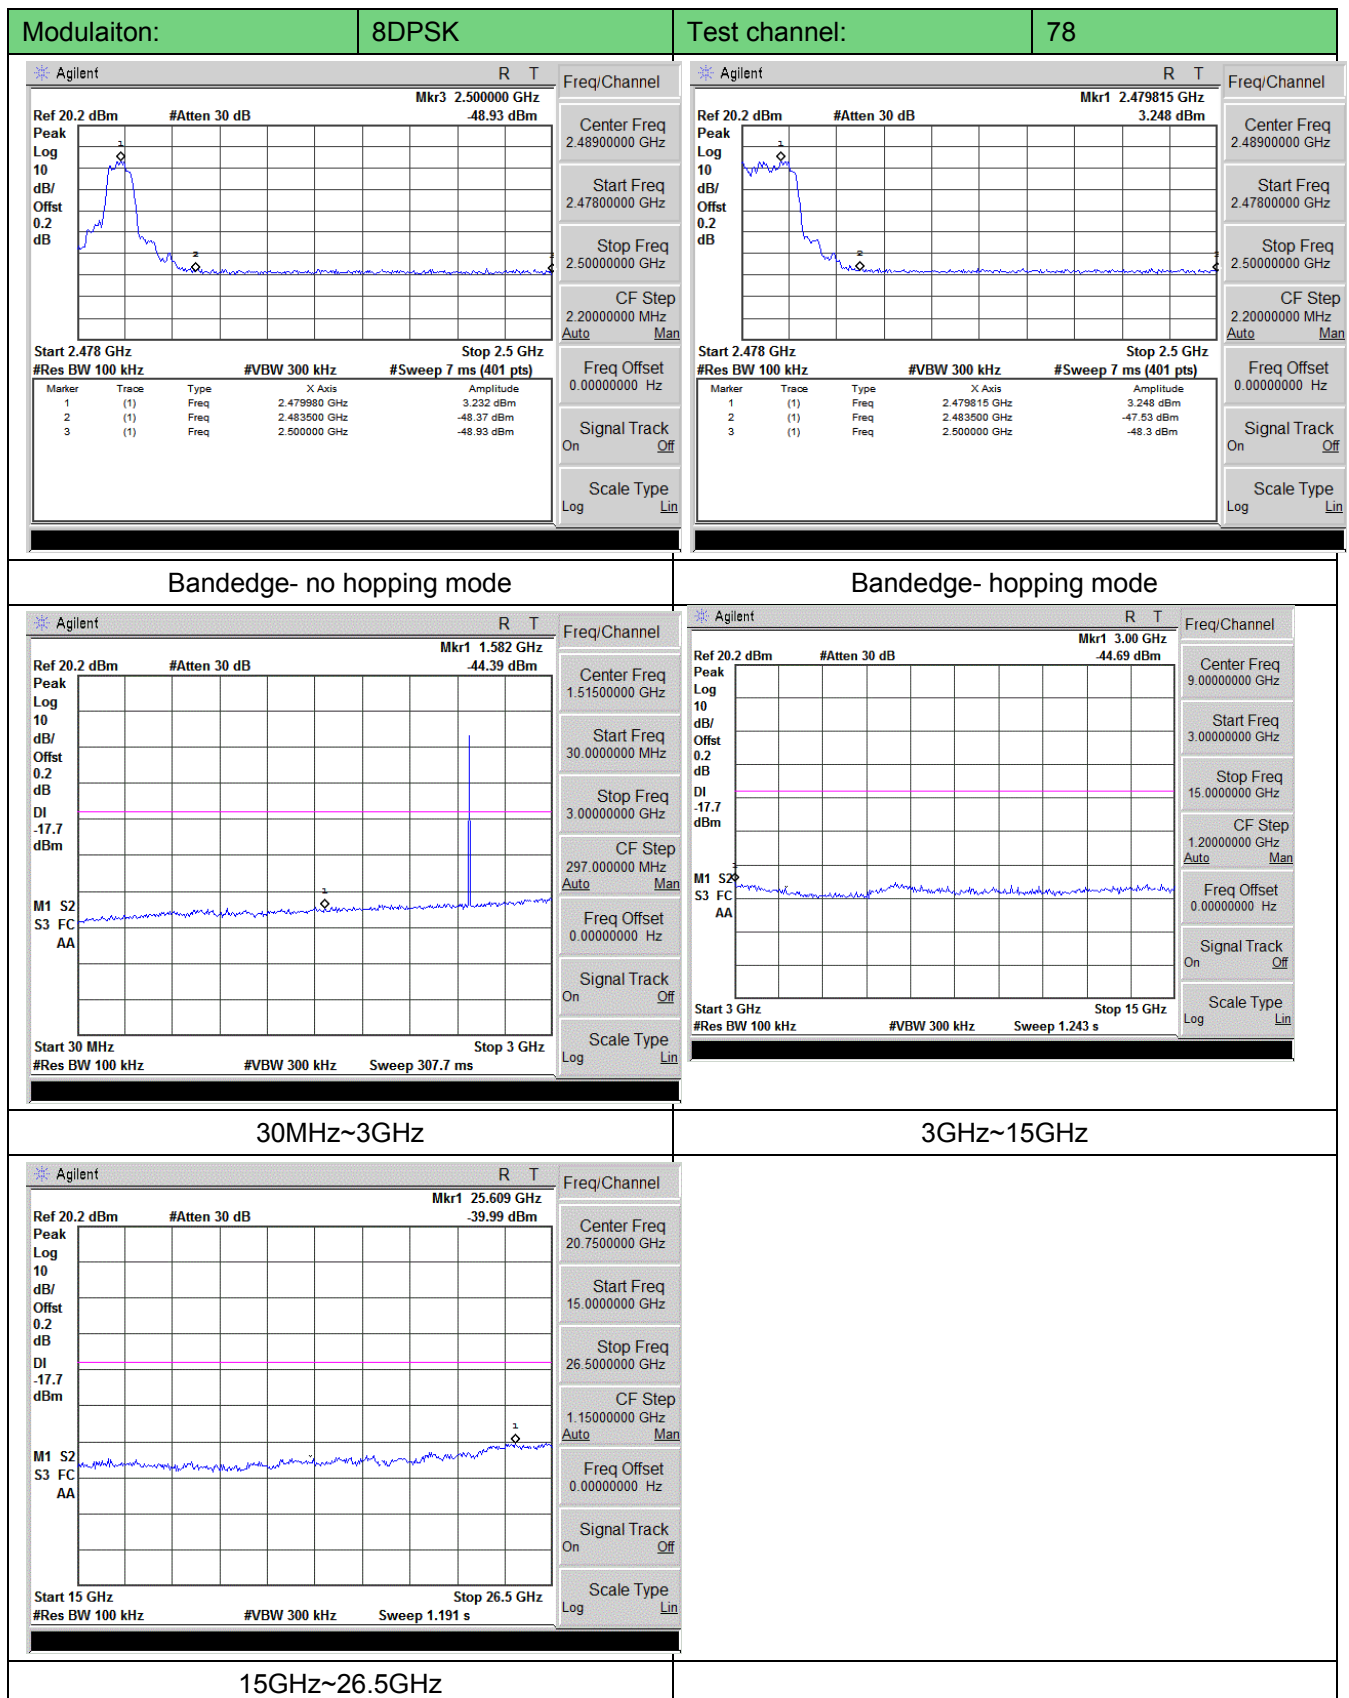 Modulaiton: 8DPSK Test channel: 78
Agilent R T
Mkr3 2.500000 GHz
Ref 20.2 dBm #Atten 30 dB -48.93 dBm
Peak
Log
10
dB/
Offst
0.2
dB
1
2
Start 2.478 GHz Stop 2.5 GHz
#Res BW 100 kHz #VBW 300 kHz #Sweep 7 ms (401 pts)
Marker Trace Type X Axis Amplitude
1 (1) Freq 2.479980 GHz 3.232 dBm
2 (1) Freq 2.483500 GHz -48.37 dBm
3 (1) Freq 2.500000 GHz -48.93 dBm
Freq/Channel
Center Freq
2.48900000 GHz
Start Freq
2.47800000 GHz
Stop Freq
2.50000000 GHz
CF Step
2.20000000 MHz
Auto Man
Freq Offset
0.00000000 Hz
Signal Track
On Off
Scale Type
Log Lin
Agilent R T
Mkr1 2.479815 GHz
Ref 20.2 dBm #Atten 30 dB 3.248 dBm
Peak
Log
10
dB/
Offst
0.2
dB
1
2
Start 2.478 GHz Stop 2.5 GHz
#Res BW 100 kHz #VBW 300 kHz #Sweep 7 ms (401 pts)
Marker Trace Type X Axis Amplitude
1 (1) Freq 2.479815 GHz 3.248 dBm
2 (1) Freq 2.483500 GHz -47.53 dBm
3 (1) Freq 2.500000 GHz -48.3 dBm
Freq/Channel
Center Freq
2.48900000 GHz
Start Freq
2.47800000 GHz
Stop Freq
2.50000000 GHz
CF Step
2.20000000 MHz
Auto Man
Freq Offset
0.00000000 Hz
Signal Track
On Off
Scale Type
Log Lin
Bandedge- no hopping mode Bandedge- hopping mode
Agilent R T
Mkr1 1.582 GHz
Ref 20.2 dBm #Atten 30 dB -44.39 dBm
Peak
Log
10
dB/
Offst
0.2
dB
DI
-17.7
dBm
1
M1 S2
S3 FC
AA
Start 30 MHz Stop 3 GHz
#Res BW 100 kHz #VBW 300 kHz Sweep 307.7 ms
Freq/Channel
Center Freq
1.51500000 GHz
Start Freq
30.0000000 MHz
Stop Freq
3.00000000 GHz
CF Step
297.000000 MHz
Auto Man
Freq Offset
0.00000000 Hz
Signal Track
On Off
Scale Type
Log Lin
Agilent R T
Mkr1 3.00 GHz
Ref 20.2 dBm #Atten 30 dB -44.69 dBm
Peak
Log
10
dB/
Offst
0.2
dB
DI
-17.7
dBm
1
M1 S2
S3 FC
AA
Start 3 GHz Stop 15 GHz
#Res BW 100 kHz #VBW 300 kHz Sweep 1.243 s
Freq/Channel
Center Freq
9.00000000 GHz
Start Freq
3.00000000 GHz
Stop Freq
15.0000000 GHz
CF Step
1.20000000 GHz
Auto Man
Freq Offset
0.00000000 Hz
Signal Track
On Off
Scale Type
Log Lin
30MHz~3GHz 3GHz~15GHz
Agilent R T
Mkr1 25.609 GHz
Ref 20.2 dBm #Atten 30 dB -39.99 dBm
Peak
Log
10
dB/
Offst
0.2
dB
DI
-17.7
dBm
1
M1 S2
S3 FC
AA
Start 15 GHz Stop 26.5 GHz
#Res BW 100 kHz #VBW 300 kHz Sweep 1.191 s
Freq/Channel
Center Freq
20.7500000 GHz
Start Freq
15.0000000 GHz
Stop Freq
26.5000000 GHz
CF Step
1.15000000 GHz
Auto Man
Freq Offset
0.00000000 Hz
Signal Track
On Off
Scale Type
Log Lin
15GHz~26.5GHz